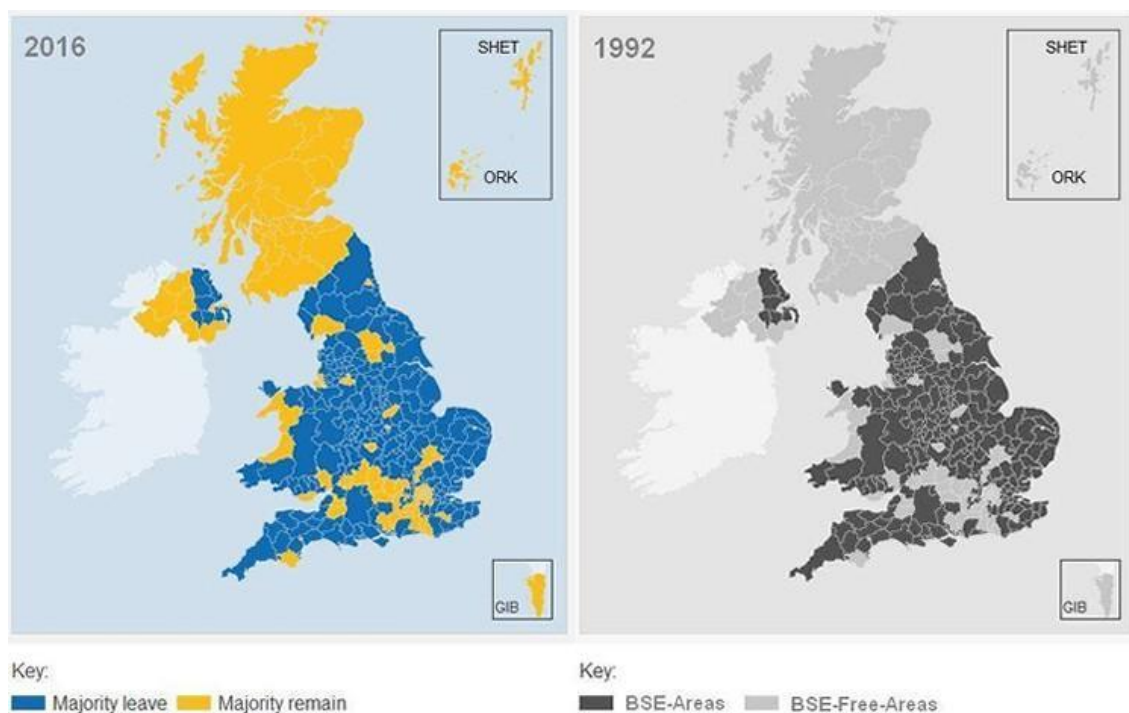 2016
SHET
ORK
GIB
Key:
Majority leave Majority remain
1992
SHET
ORK
GIB
Key:
BSE-Areas BSE-Free-Areas